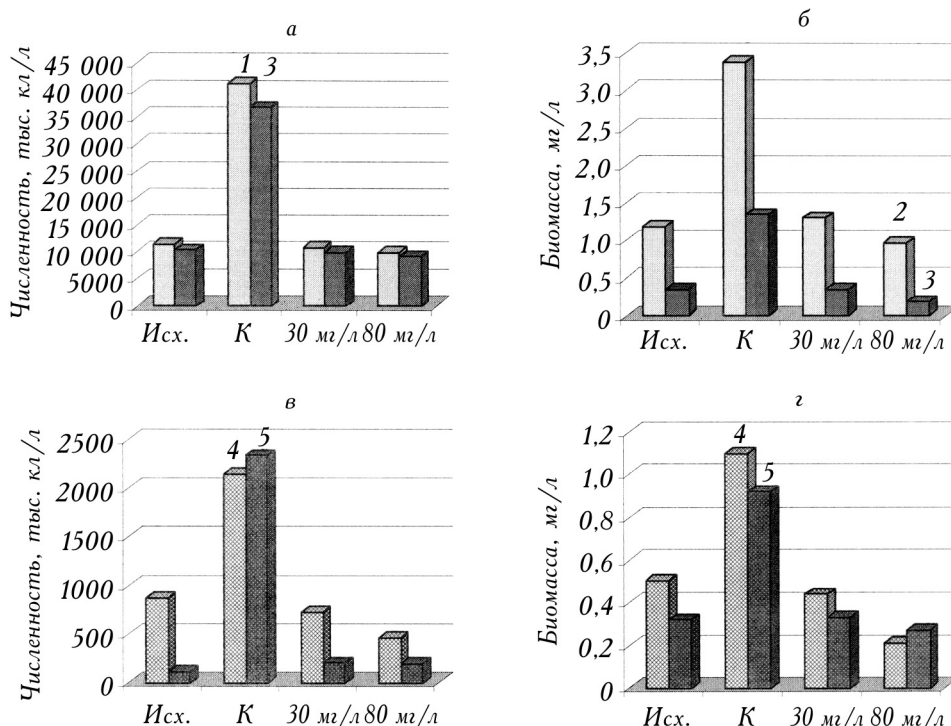 а
Численность, тыс. кл/л
45 000
40 000
35 000
30 000
25 000
20 000
15 000
10 000
5000
0
1
3
Исх.
К
30 мг/л
80 мг/л
б
Биомасса, мг/л
3,5
3,0
2,5
2,0
1,5
1,0
0,5
0
2
3
Исх.
К
30 мг/л
80 мг/л
в
Численность, тыс. кл/л
2500
2000
1500
1000
500
0
4
5
Исх.
К
30 мг/л
80 мг/л
г
Биомасса, мг/л
1,2
1,0
0,8
0,6
0,4
0,2
0
4
5
Исх.
К
30 мг/л
80 мг/л